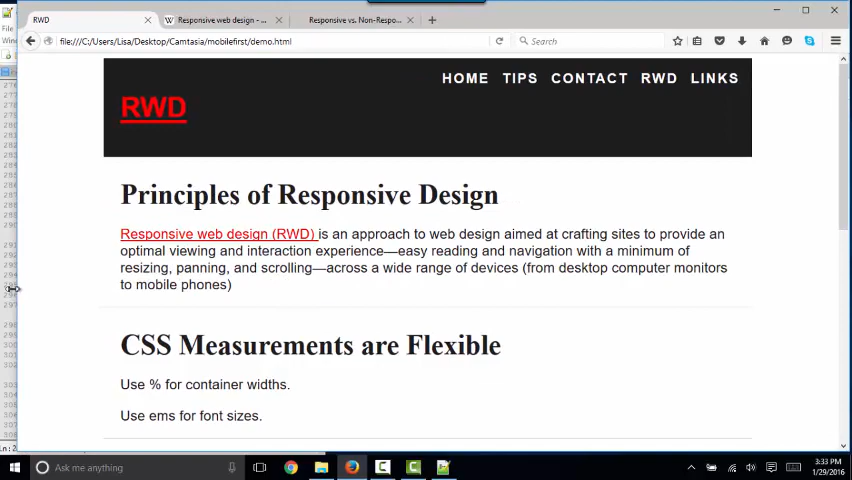 RWD
Responsive web design - ...
Responsive vs. Non-Respo...
file:///C:/Users/Lisa/Desktop/Camtasia/mobilefirst/demo.html
Search
HOME TIPS CONTACT RWD LINKS
RWD
Principles of Responsive Design
Responsive web design (RWD) is an approach to web design aimed at crafting sites to provide an
optimal viewing and interaction experience—easy reading and navigation with a minimum of
resizing, panning, and scrolling—across a wide range of devices (from desktop computer monitors
to mobile phones)
CSS Measurements are Flexible
Use % for container widths.
Use ems for font sizes.
Ask me anything
3:33 PM
1/29/2016